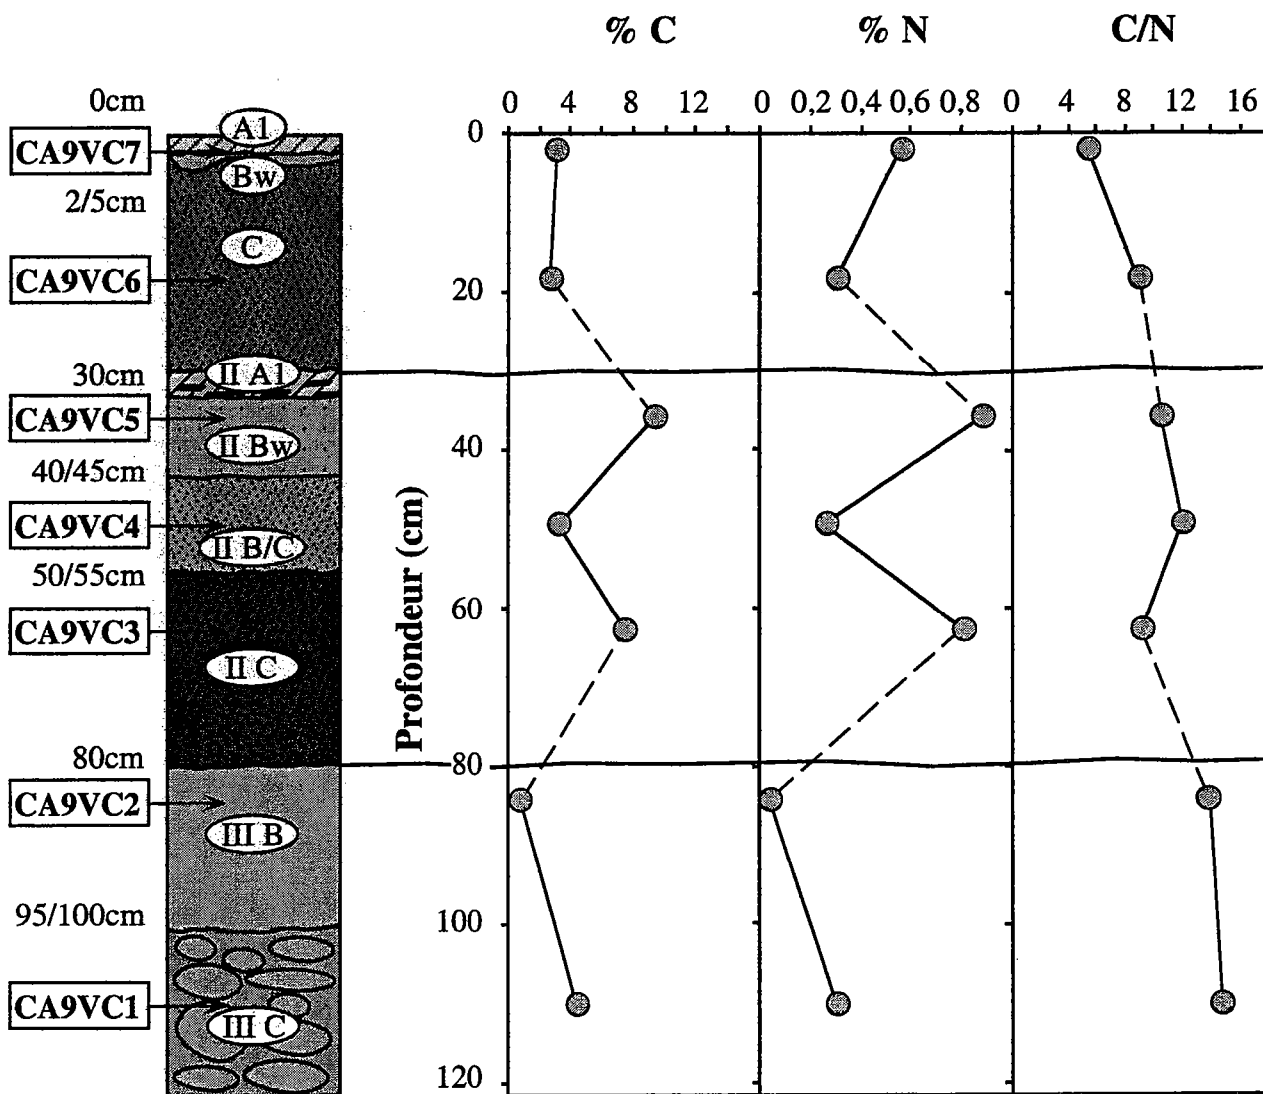 % C % N C/N
0 4 8 12 0 0,2 0,4 0,6 0,8 0 4 8 12 16
0cm
A1
0
CA9VC7
Bw
2/5cm
C
CA9VC6
20
30cm
II A1
CA9VC5
II Bw
40
40/45cm
CA9VC4
II B/C
50/55cm
60
CA9VC3
II C
Profondeur (cm)
80cm
80
CA9VC2
III B
95/100cm
100
CA9VC1
III C
120